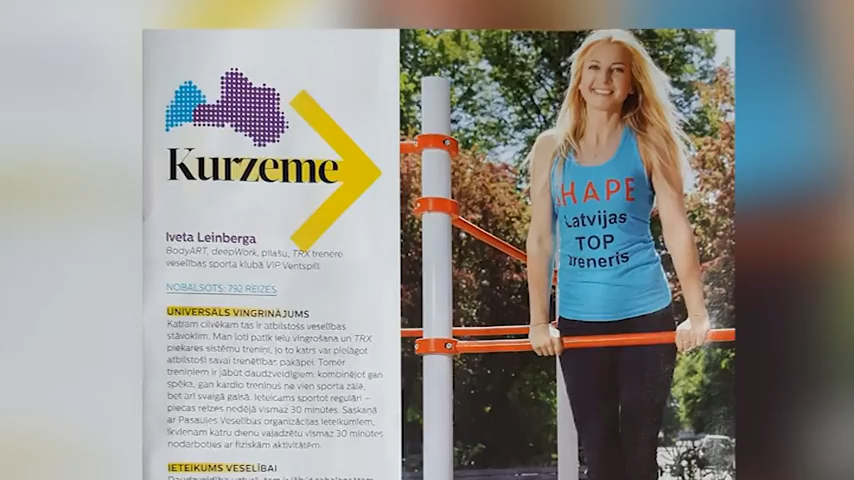 Kurzeme
Iveta Leinberga
BodyART, deepWork, pilašu, TRX trenere
veselības sporta klubā VIP Ventspilī
NOBALSOTS: 792 REIZES
UNIVERSĀLS VINGRINĀJUMS
Katram cilvēkam tas ir atbilstošs veselības
stāvoklim. Man ļoti patīk ielu vingrošana un TRX
piekares sistēmu treniņi, jo to katrs var pielāgot
atbilstoši savai trenētības pakāpei. Tomēr
treniņiem ir jābūt daudzveidīgiem: kombinējot gan
spēka, gan kardio treniņus ne vien sporta zālē,
bet arī svaigā gaisā. Ieteicams sportot regulāri –
piecas reizes nedēļā vismaz 30 minūtes. Saskaņā
ar Pasaules Veselības organizācijas ieteikumiem,
ikvienam katru dienu vajadzētu vismaz 30 minūtes
nodarboties ar fiziskām aktivitātēm.
IETEIKUMS VESELĪBAI
HAPE
Latvijas
TOP
Treneris